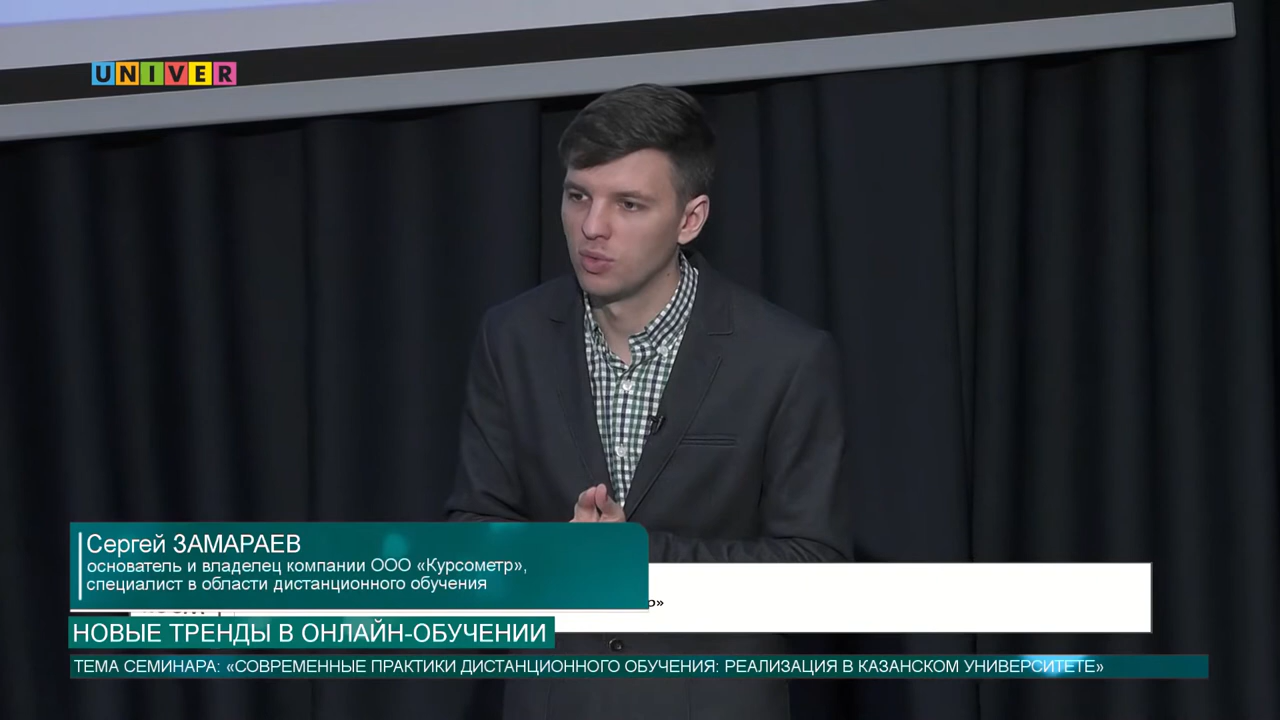 UNIVER
Сергей ЗАМАРАЕВ
основатель и владелец компании ООО «Курсометр»,
специалист в области дистанционного обучения
НОВЫЕ ТРЕНДЫ В ОНЛАЙН-ОБУЧЕНИИ
ТЕМА СЕМИНАРА: «СОВРЕМЕННЫЕ ПРАКТИКИ ДИСТАНЦИОННОГО ОБУЧЕНИЯ: РЕАЛИЗАЦИЯ В КАЗАНСКОМ УНИВЕРСИТЕТЕ»